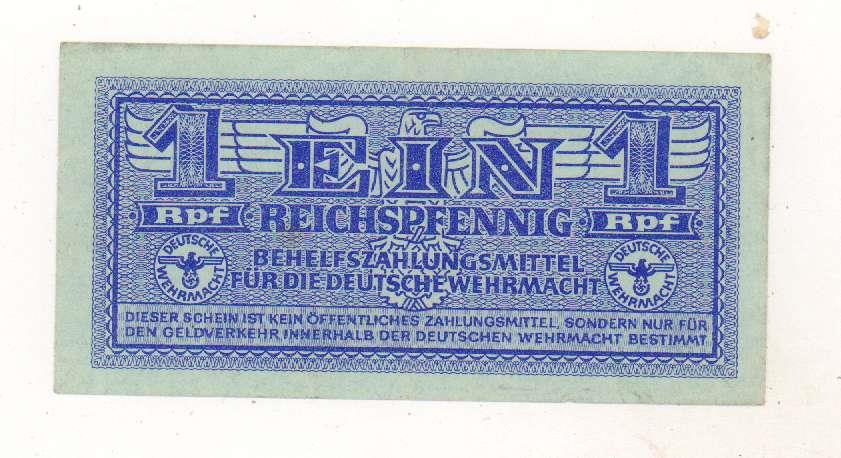 1 EIN 1
Rpf REICHSPFENNIG Rpf
BEHELFSZAHLUNGSMITTEL
FÜR DIE DEUTSCHE WEHRMACHT
DEUTSCHE WEHRMACHT
DEUTSCHE WEHRMACHT
DIESER SCHEIN IST KEIN ÖFFENTLICHES ZAHLUNGSMITTEL, SONDERN NUR FÜR
DEN GELDVERKEHR INNERHALB DER DEUTSCHEN WEHRMACHT BESTIMMT